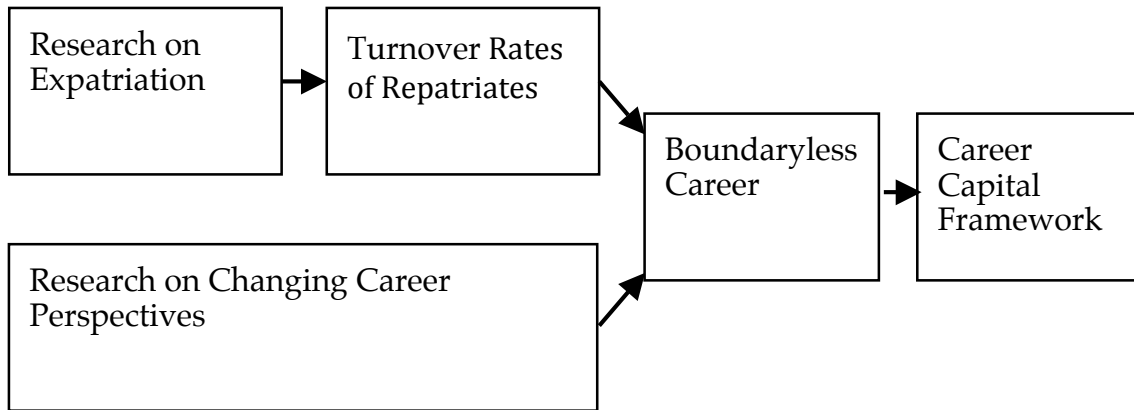 Research on
Expatriation
Turnover Rates
of Repatriates
Boundaryless
Career
Career
Capital
Framework
Research on Changing Career
Perspectives